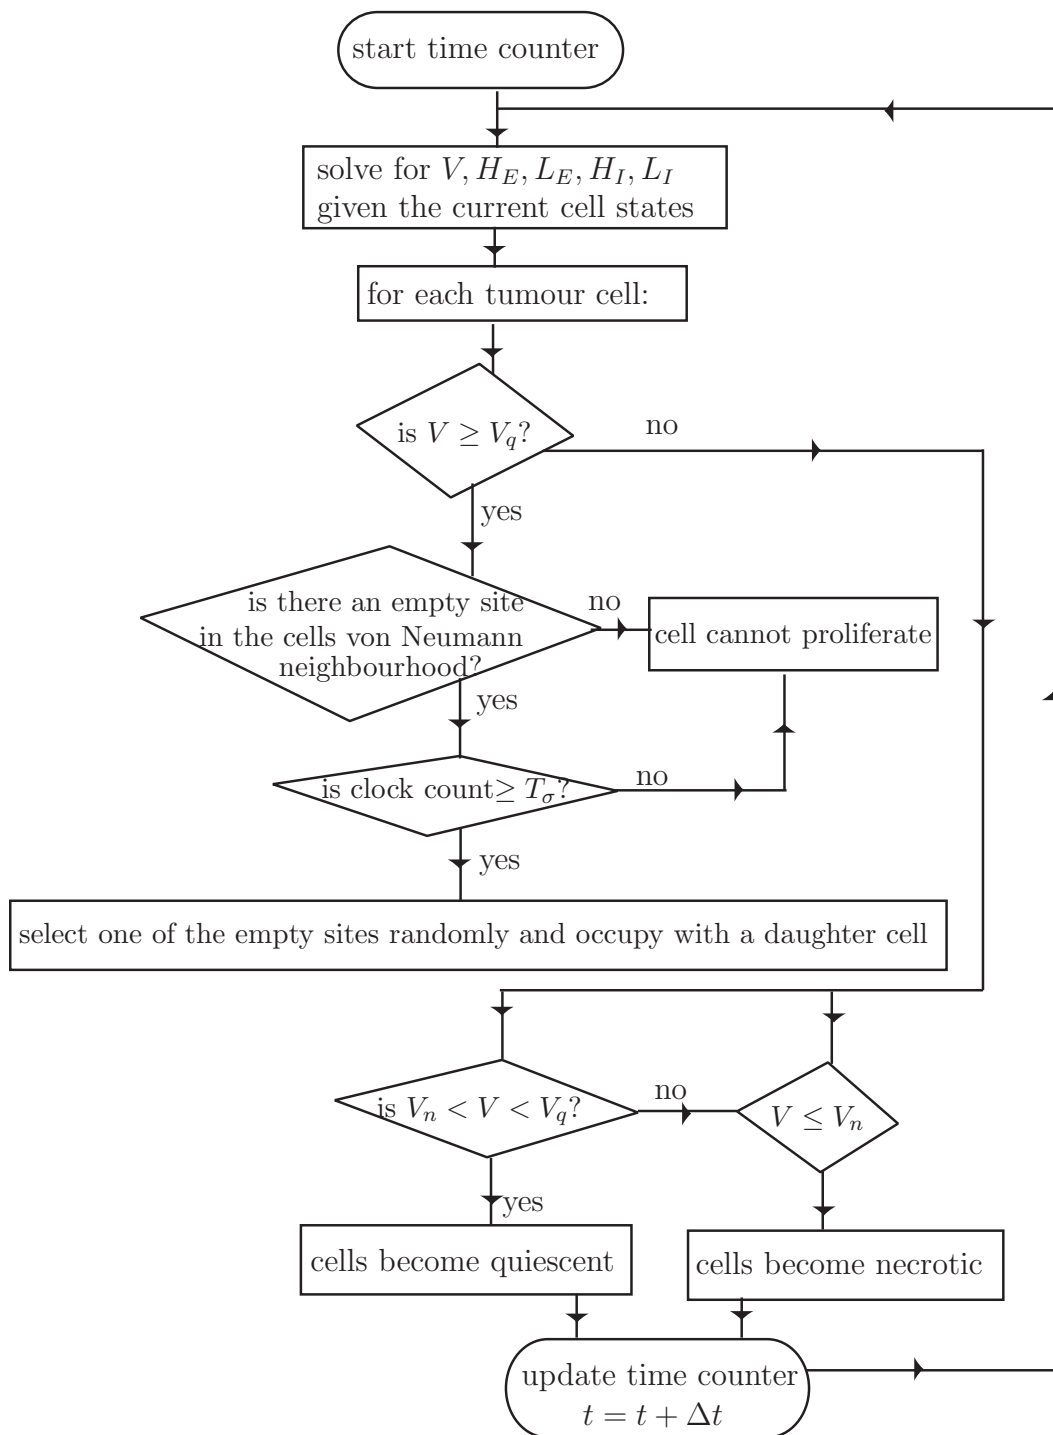 start time counter
solve for V, H_E, L_E, H_I, L_I
given the current cell states
for each tumour cell:
is V ≥ V_q?
no
yes
is there an empty site
in the cells von Neumann
neighbourhood?
no
cell cannot proliferate
yes
is clock count≥ T_σ?
no
yes
select one of the empty sites randomly and occupy with a daughter cell
is V_n < V < V_q?
no
V ≤ V_n
yes
cells become quiescent
cells become necrotic
update time counter
t = t + Δt